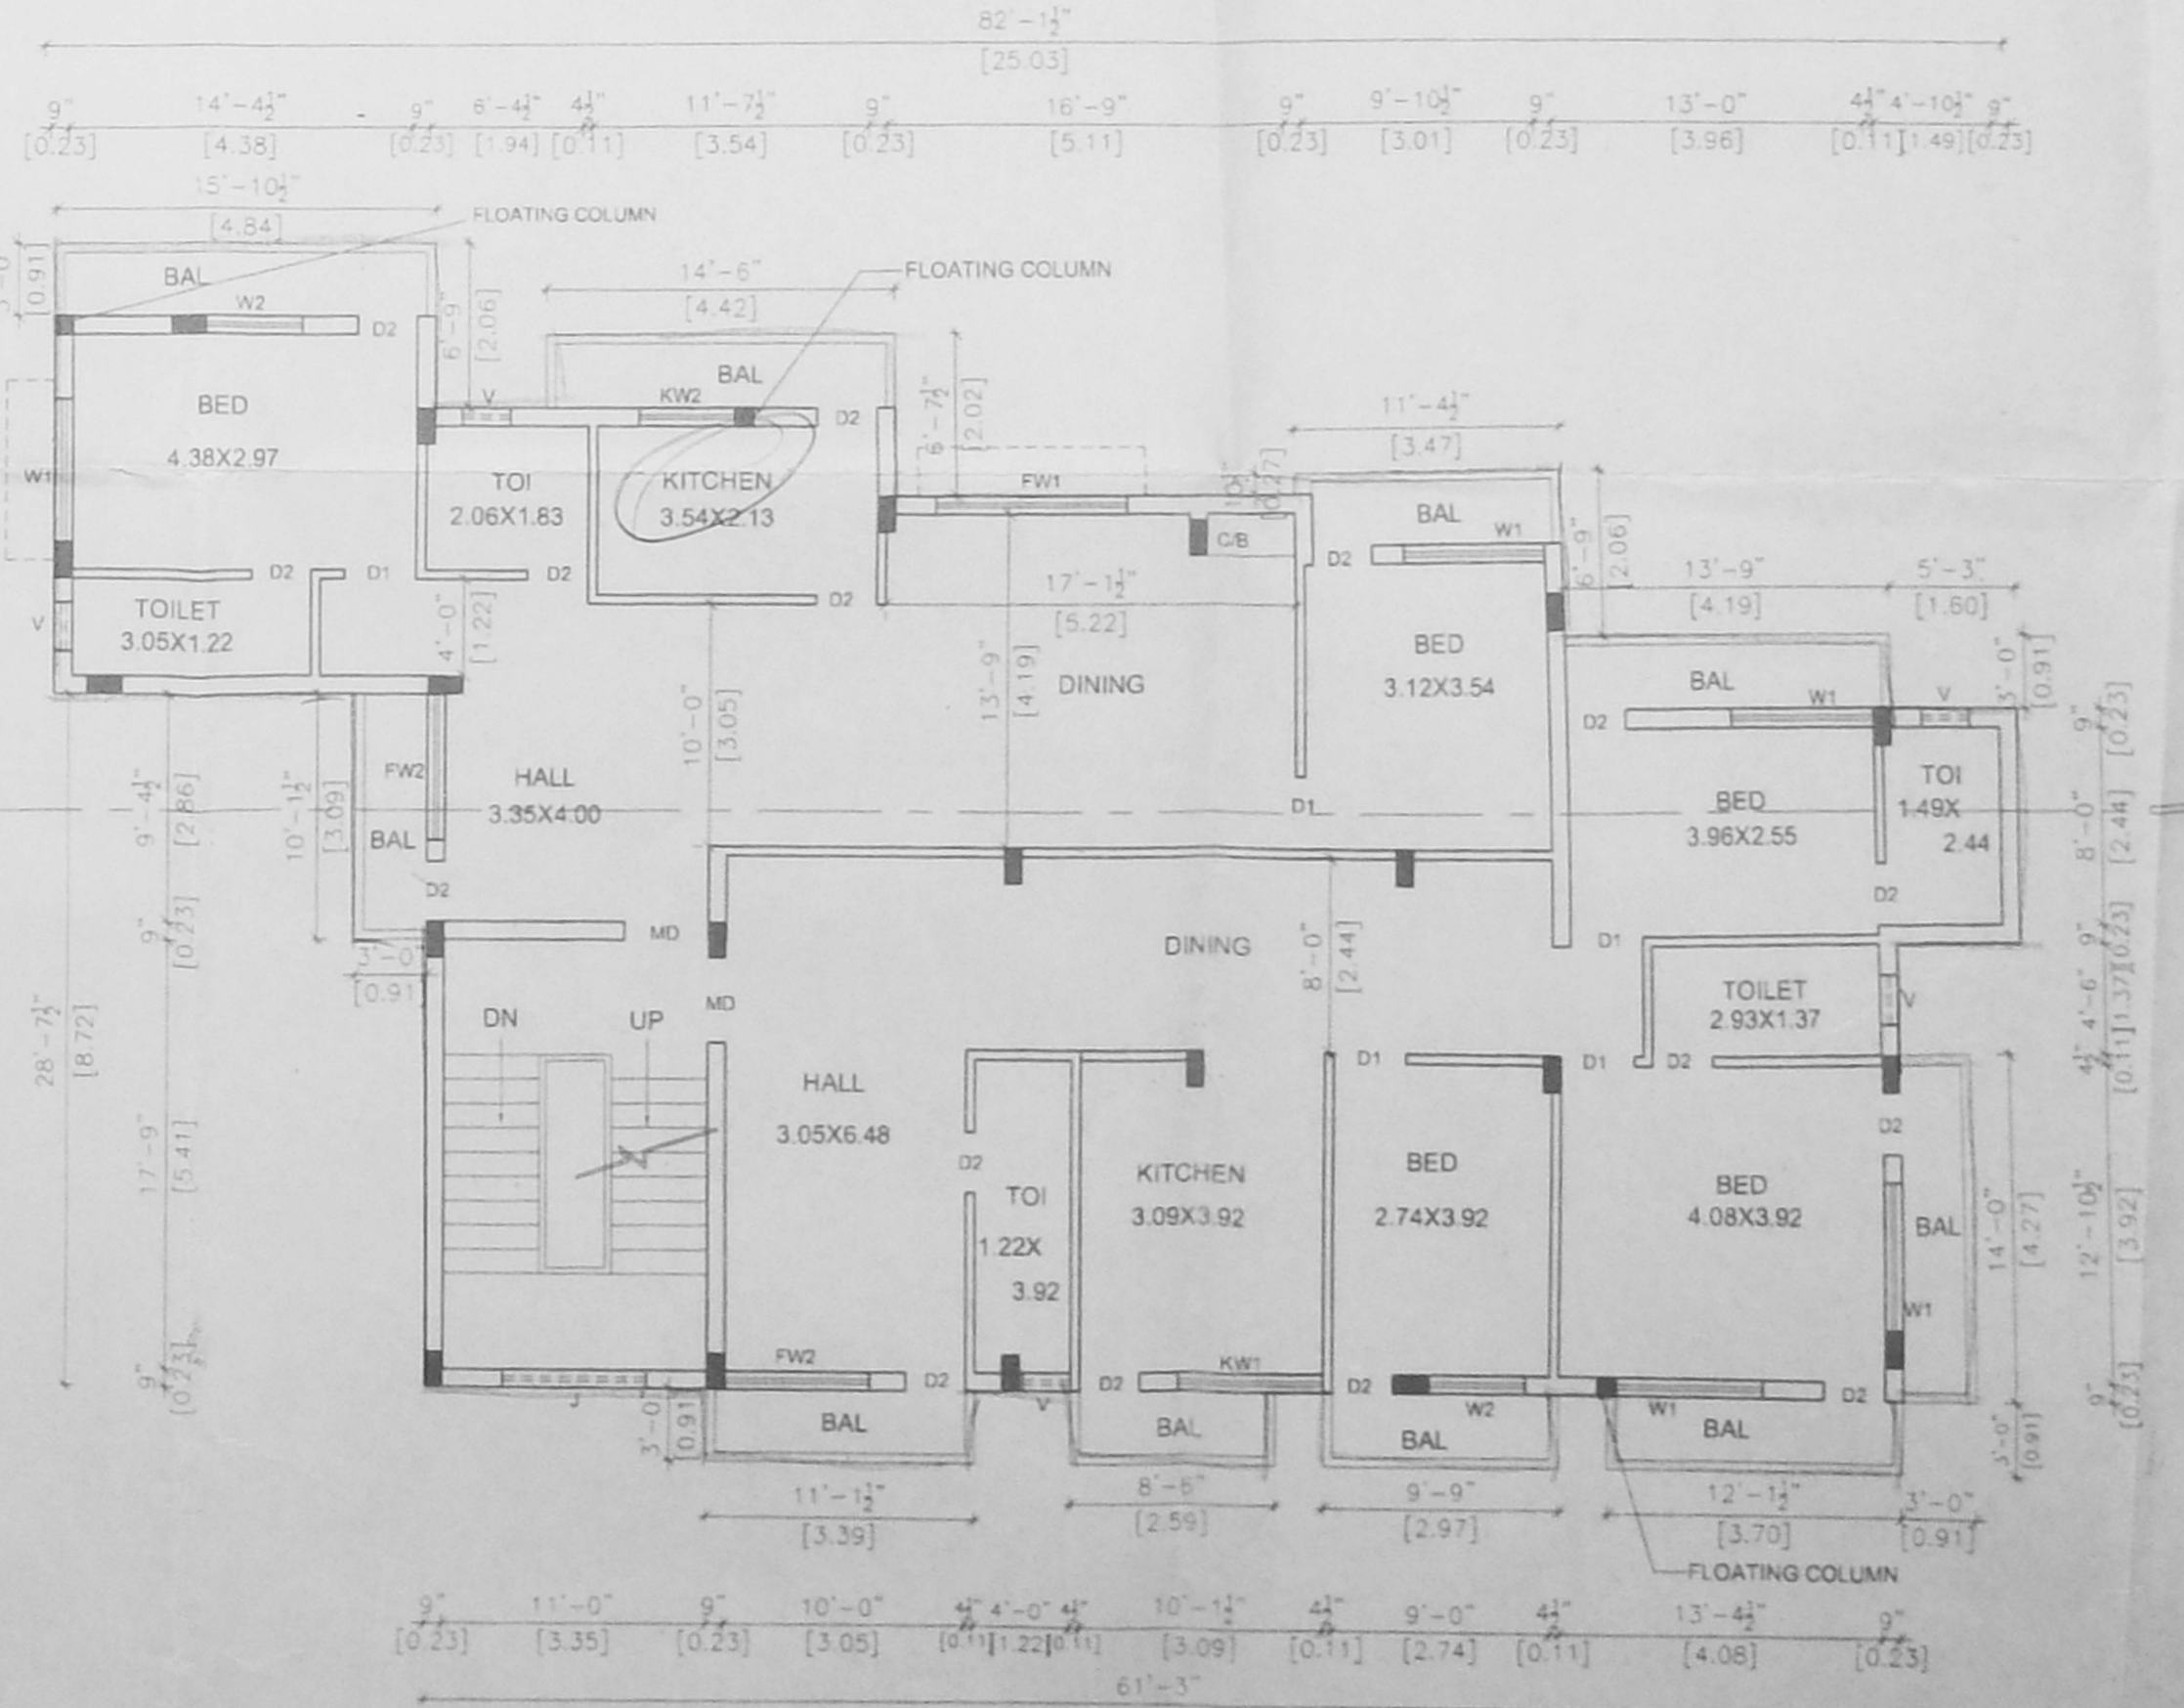 82'-1½"
[25.03]
9" 14'-4½" - 9" 6'-4½" 4½" 11'-7½" 9" 16'-9" 9" 9'-10½" 9" 13'-0" 4½" 4'-10½" 9"
[0.23] [4.38] [0.23] [1.94] [0.11] [3.54] [0.23] [5.11] [0.23] [3.01] [0.23] [3.96] [0.11] [1.49] [0.23]
15'-10½"
[4.84]
FLOATING COLUMN
[0.91]
BAL
W2
D2
6'-9"
[2.06]
14'-6"
[4.42]
FLOATING COLUMN
BAL
KW2
D2
V
6'-7½"
[2.02]
BED
4.38X2.97
W1
TOI
2.06X1.83
KITCHEN
3.54X2.13
FW1
[0.27]
C/B
11'-4½"
[3.47]
BAL
W1
D2
6'-9"
[2.06]
D2
D1
D2
D2
TOILET
3.05X1.22
V
4'-0"
[1.22]
17'-1½"
[5.22]
13'-9"
[4.19]
DINING
BED
3.12X3.54
13'-9"
[4.19]
5'-3"
[1.60]
3'-0"
[0.91]
BAL
W1
V
D2
9"
[0.23]
FW2
HALL
3.35X4.00
10'-0"
[3.05]
D1
BED
3.96X2.55
TOI
1.49X
2.44
8'-0"
[2.44]
9'-4½"
[2.86]
10'-1½"
[3.09]
BAL
D2
D2
9"
[0.23]
MD
DINING
8'-0"
[2.44]
D1
9"
[0.23]
3'-0"
[0.91]
MD
TOILET
2.93X1.37
V
4'-6"
[1.37]
DN
UP
28'-7½"
[8.72]
D1
D1
D2
4½"
[0.11]
HALL
3.05X6.48
D2
TOI
1.22X
3.92
KITCHEN
3.09X3.92
BED
2.74X3.92
BED
4.08X3.92
D2
BAL
W1
14'-0"
[4.27]
12'-10½"
[3.92]
17'-9"
[5.41]
9"
[0.23]
J
FW2
D2
V
D2
KW1
D2
W2
W1
D2
9"
[0.23]
3'-0"
[0.91]
BAL
BAL
BAL
BAL
[0.91]
11'-1½"
[3.39]
8'-6"
[2.59]
9'-9"
[2.97]
12'-1½"
[3.70]
3'-0"
[0.91]
FLOATING COLUMN
9" 11'-0" 9" 10'-0" 4½" 4'-0" 4½" 10'-1½" 4½" 9'-0" 4½" 13'-4½" 9"
[0.23] [3.35] [0.23] [3.05] [0.11] [1.22] [0.11] [3.09] [0.11] [2.74] [0.11] [4.08] [0.23]
61'-3"